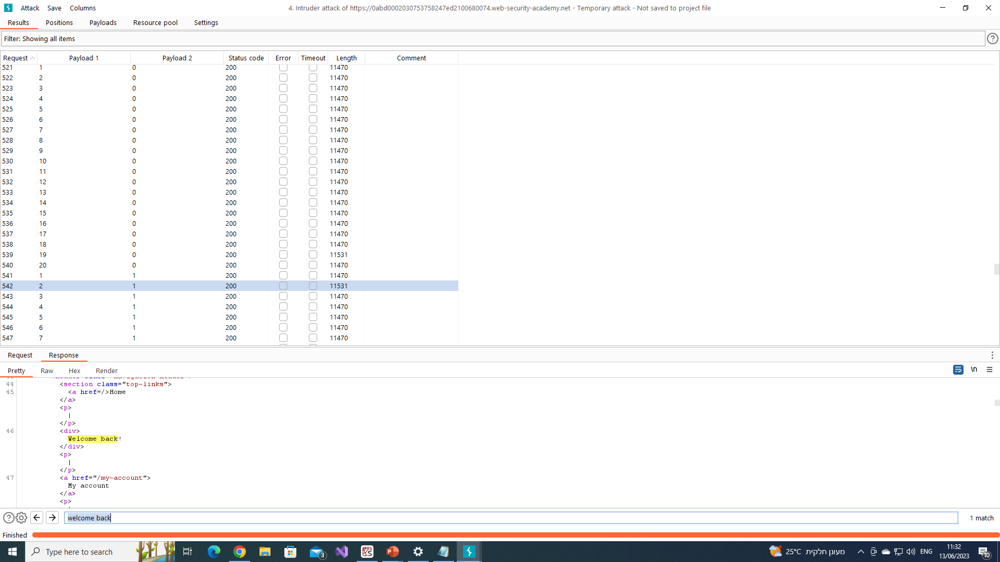 Attack Save Columns 4. Intruder attack of https://0abd0002030753758247ed2100680074.web-security-academy.net - Temporary attack - Not saved to project file
Results Positions Payloads Resource pool Settings
Filter: Showing all items ?
Request Payload 1 Payload 2 Status code Error Timeout Length Comment
521 1 0 200 11470
522 2 0 200 11470
523 3 0 200 11470
524 4 0 200 11470
525 5 0 200 11470
526 6 0 200 11470
527 7 0 200 11470
528 8 0 200 11470
529 9 0 200 11470
530 10 0 200 11470
531 11 0 200 11470
532 12 0 200 11470
533 13 0 200 11470
534 14 0 200 11470
535 15 0 200 11470
536 16 0 200 11470
537 17 0 200 11470
538 18 0 200 11470
539 19 0 200 11531
540 20 0 200 11470
541 1 1 200 11470
542 2 1 200 11531
543 3 1 200 11470
544 4 1 200 11470
545 5 1 200 11470
546 6 1 200 11470
547 7 1 200 11470
Request Response
Pretty Raw Hex Render \n
44 <section class="top-links">
45 <a href=/>Home
</a>
<p>
|
</p>
46 <div>
Welcome back!
</div>
<p>
|
</p>
47 <a href="/my-account">
My account
</a>
<p>
? welcome back 1 match
Finished
Type here to search 3 25°C מעונן חלקית ENG 11:32 10
13/06/2023